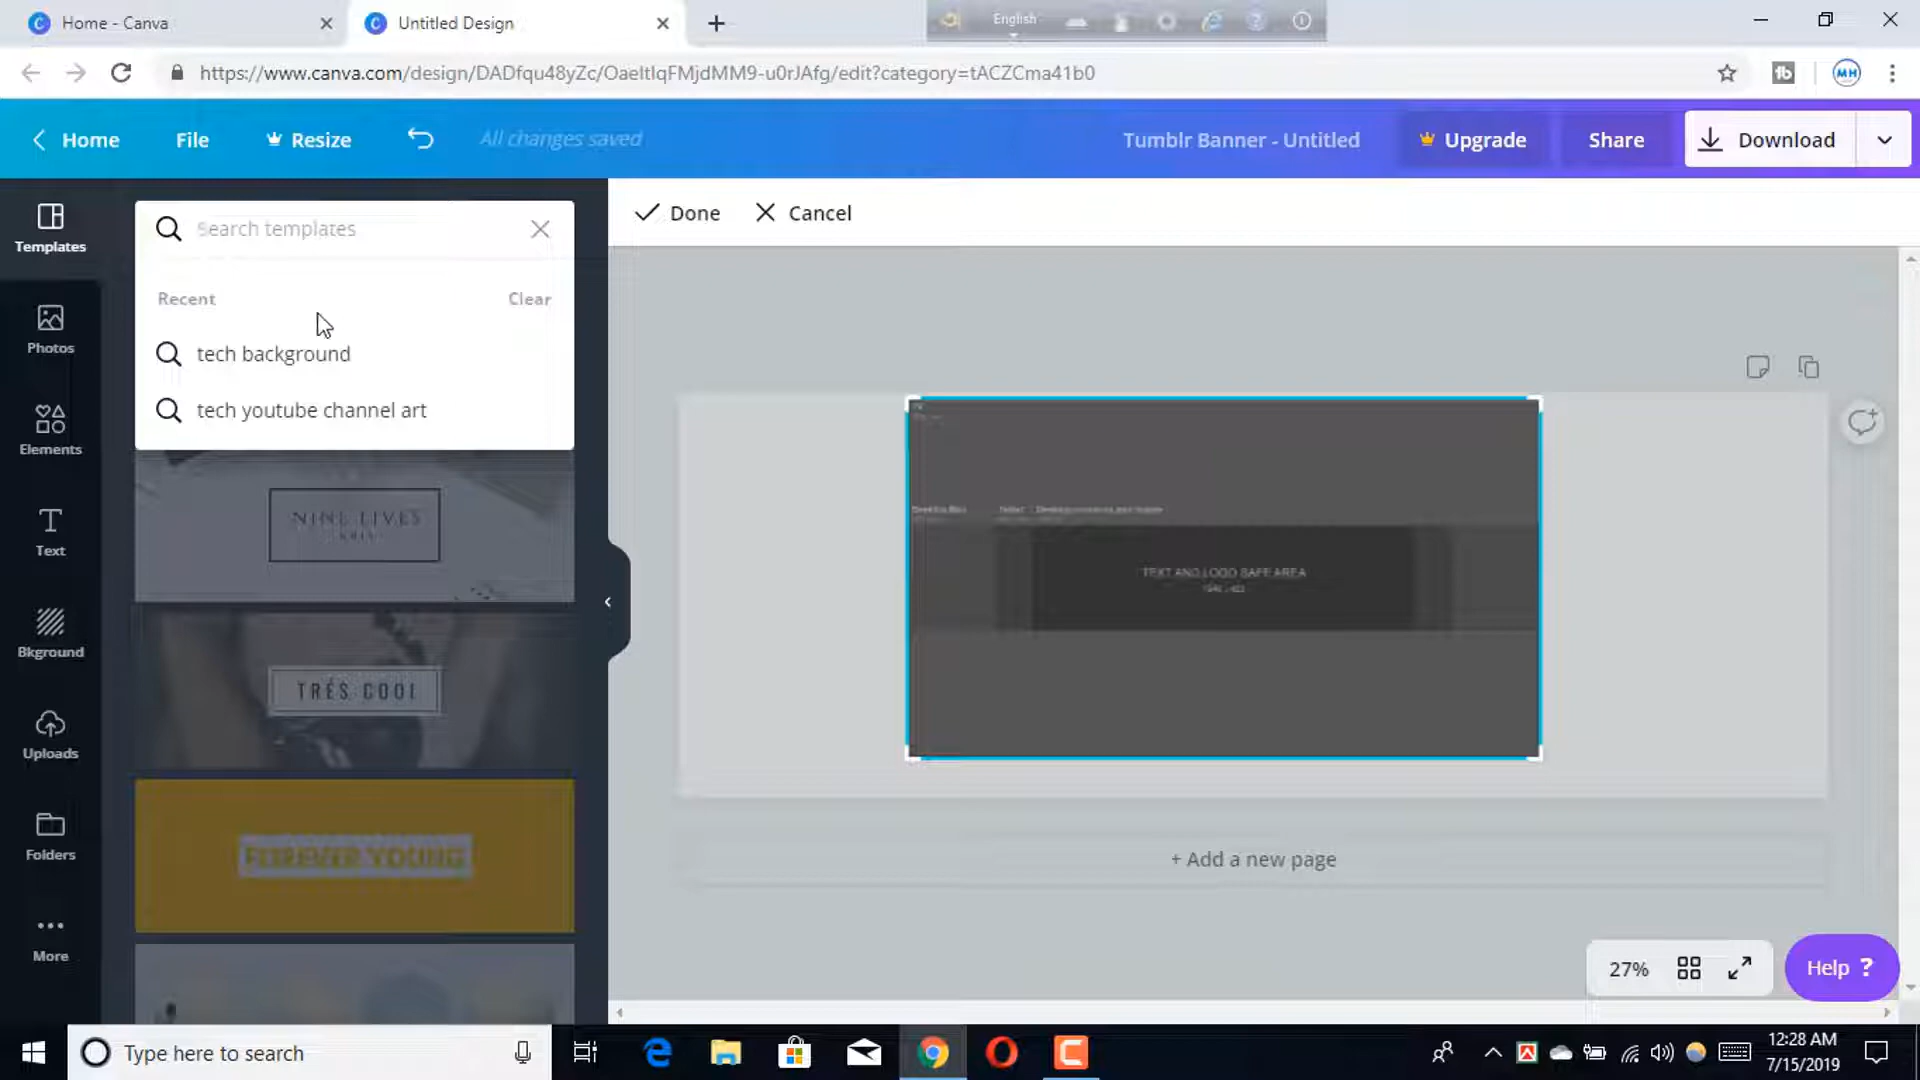 Home - Canva
Untitled Design
English
https://www.canva.com/design/DADfqu48yZc/OaeItIqFMjdMM9-u0rJAfg/edit?category=tACZCma41b0
MH
Home
File
Resize
All changes saved
Tumblr Banner - Untitled
Upgrade
Share
Download
Templates
Photos
Elements
Text
Bkground
Uploads
Folders
More
Search templates
Recent
Clear
tech background
tech youtube channel art
NINE LIVES
TRÉS COOL
FOREVER YOUNG
Done
Cancel
TEXT AND LOGO SAFE AREA
+ Add a new page
27%
Help ?
Type here to search
12:28 AM
7/15/2019